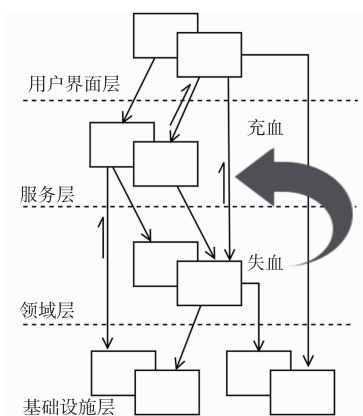 用户界面层
充血
服务层
失血
领域层
基础设施层